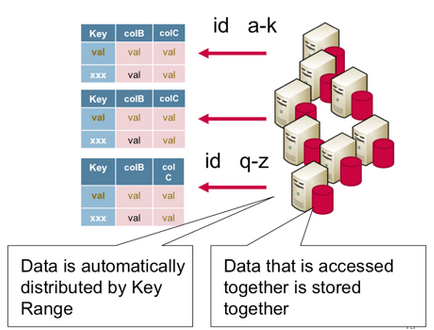 id a-k
Key colB colC
val val val
xxx val val
Key colB colC
val val val
xxx val val
id q-z
Key colB col
C
val val val
xxx val val
Data is automatically
distributed by Key
Range
Data that is accessed
together is stored
together